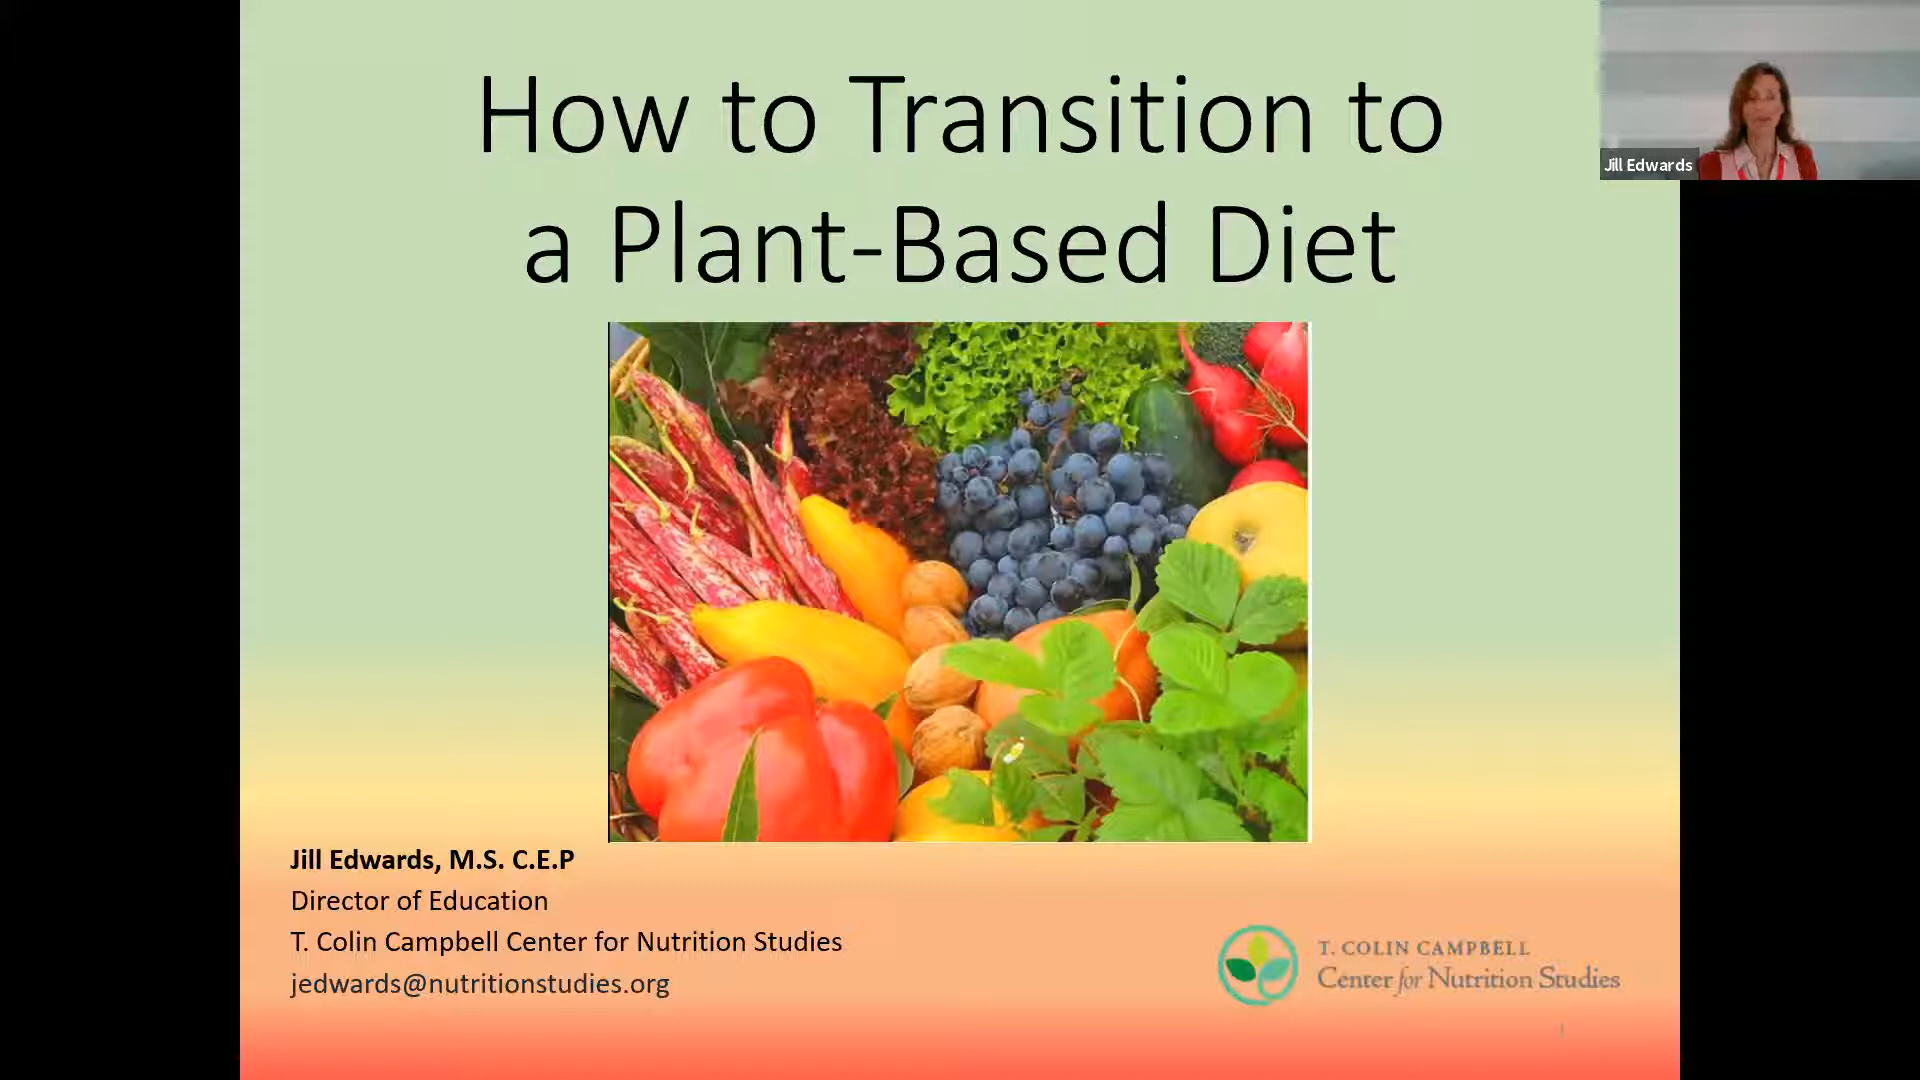 How to Transition to
a Plant-Based Diet
Jill Edwards
Jill Edwards, M.S. C.E.P
Director of Education
T. Colin Campbell Center for Nutrition Studies
jedwards@nutritionstudies.org
T. COLIN CAMPBELL
Center for Nutrition Studies
1